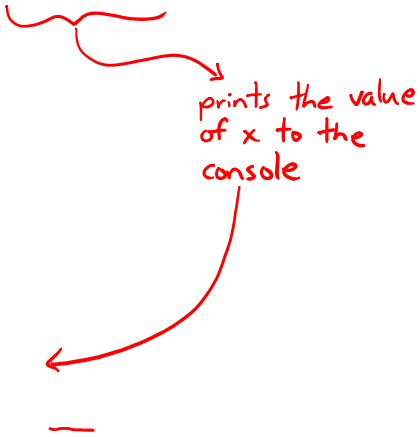 prints the value
of x to the
console